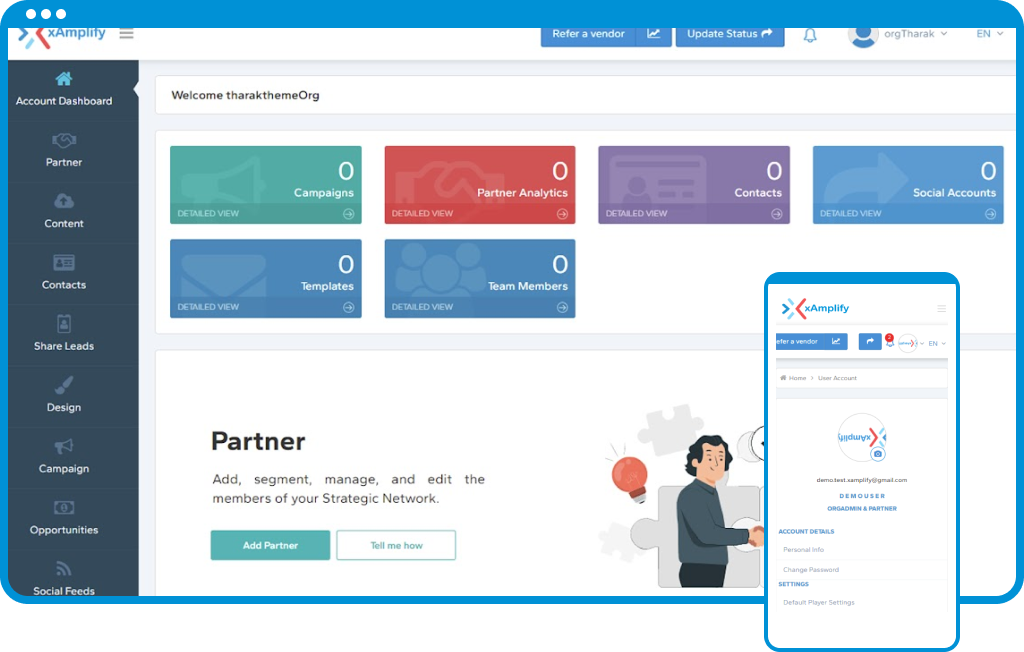 xAmplify
Refer a vendor
Update Status
orgTharak
EN
Account Dashboard
Partner
Content
Contacts
Share Leads
Design
Campaign
Opportunities
Social Feeds
Welcome tharakthemeOrg
0
Campaigns
DETAILED VIEW
0
Partner Analytics
DETAILED VIEW
0
Contacts
DETAILED VIEW
0
Social Accounts
DETAILED VIEW
0
Templates
DETAILED VIEW
0
Team Members
DETAILED VIEW
Partner
Add, segment, manage, and edit the
members of your Strategic Network.
Add Partner
Tell me how
xAmplify
efer a vendor
2
EN
Home > User Account
xAmplify
demo.test.xamplify@gmail.com
DEMOUSER
ORGADMIN & PARTNER
ACCOUNT DETAILS
Personal Info
Change Password
SETTINGS
Default Player Settings